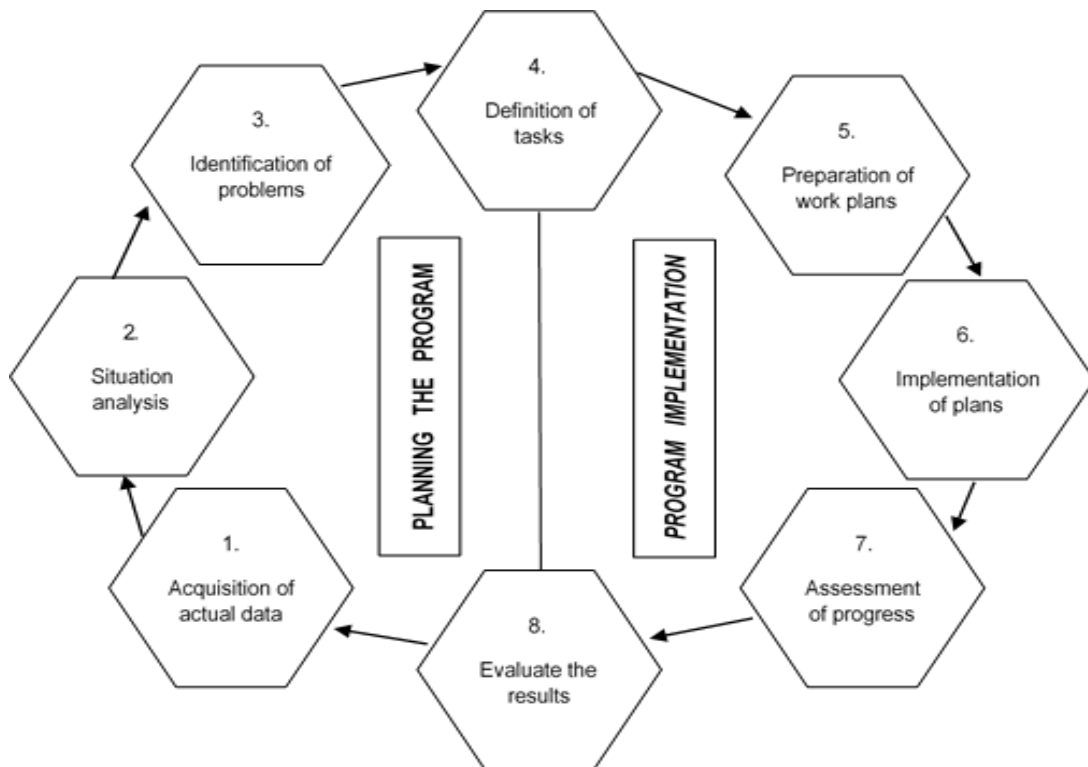 1.
Acquisition of
actual data
2.
Situation
analysis
3.
Identification of
problems
4.
Definition of
tasks
5.
Preparation of
work plans
6.
Implementation
of plans
7.
Assessment
of progress
8.
Evaluate the
results
PLANNING THE PROGRAM
PROGRAM IMPLEMENTATION